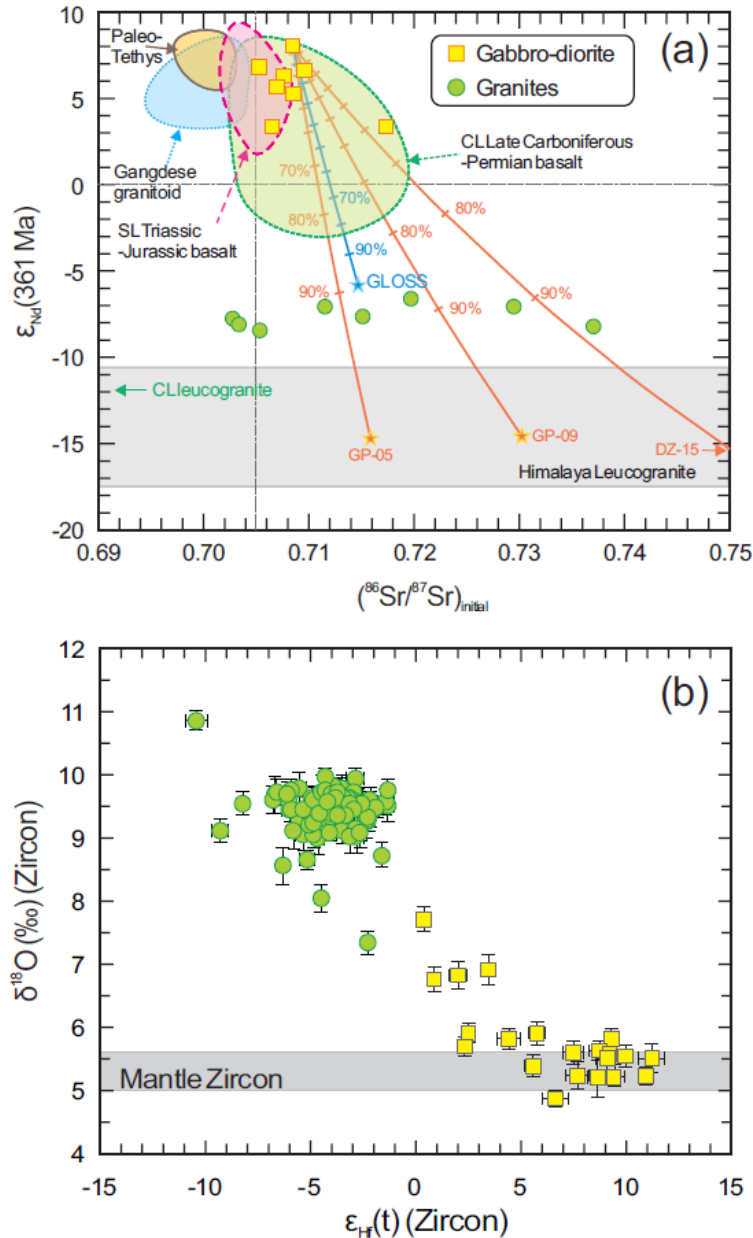 Paleo-
Tethys
(a)
Gabbro-diorite
Granites
CL Late Carboniferous
-Permian basalt
Gangdese
granitoid
SL Triassic
-Jurassic basalt
70%
80%
90%
70%
90%
GLOSS
80%
90%
80%
90%
CL leucogranite
GP-05
GP-09
DZ-15
Himalaya Leucogranite
10
5
0
-5
-10
-15
-20
εNd(361 Ma)
0.69
0.70
0.71
0.72
0.73
0.74
0.75
(86Sr/87Sr)initial
(b)
Mantle Zircon
12
11
10
9
8
7
6
5
4
δ18O (‰) (Zircon)
-15
-10
-5
0
5
10
15
εHf(t) (Zircon)